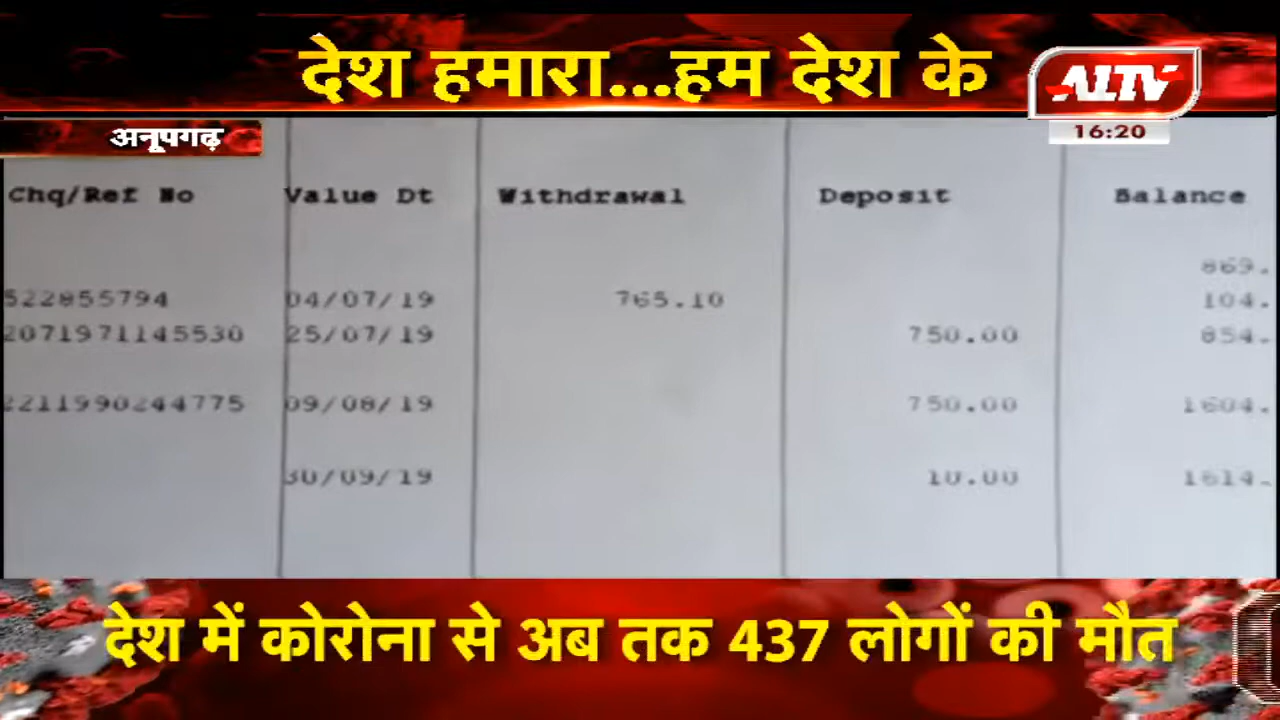 देश हमारा...हम देश के
ALTV
16:20
अनूपगढ़
Chq/Ref No Value Dt Withdrawal Deposit Balance
869.
522855794 04/07/19 765.10 104.
2071971145530 25/07/19 750.00 854.
2211990244775 09/08/19 750.00 1604.
30/09/19 10.00 1614.
देश में कोरोना से अब तक 437 लोगों की मौत